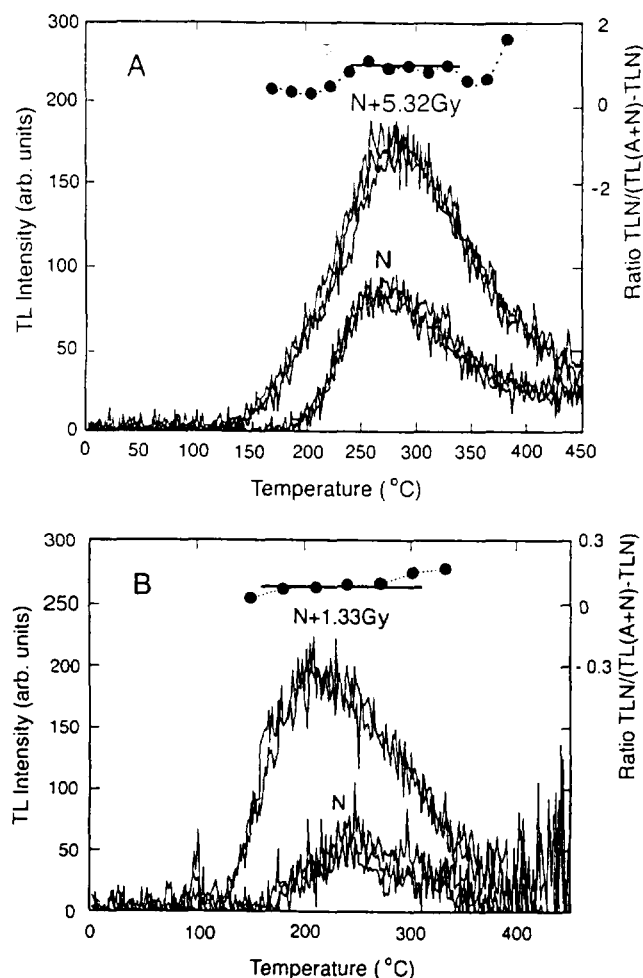 A
N+5.32Gy
N
300
250
200
150
100
50
0
TL Intensity (arb. units)
2
1
0
-2
Ratio TLN/(TL(A+N)-TLN)
0 50 100 150 200 250 300 350 400 450
Temperature (°C)
B
N+1.33Gy
N
300
250
200
150
100
50
0
TL Intensity (arb. units)
0.3
0
-0.3
Ratio TLN/(TL(A+N)-TLN)
0 100 200 300 400
Temperature (°C)